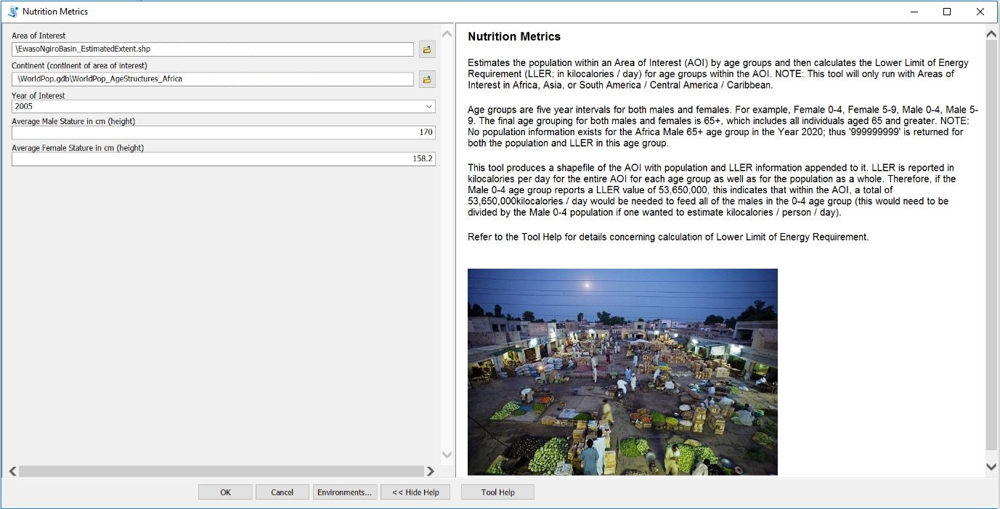 Nutrition Metrics
Area of Interest
\EwasoNgiroBasin_EstimatedExtent.shp
Continent (continent of area of interest)
\WorldPop.gdb\WorldPop_AgeStructures_Africa
Year of Interest
2005
Average Male Stature in cm (height)
170
Average Female Stature in cm (height)
158.2
Nutrition Metrics
Estimates the population within an Area of Interest (AOI) by age groups and then calculates the Lower Limit of Energy
Requirement (LLER; in kilocalories / day) for age groups within the AOI. NOTE: This tool will only run with Areas of
Interest in Africa, Asia, or South America / Central America / Caribbean.
Age groups are five year intervals for both males and females. For example, Female 0-4, Female 5-9, Male 0-4, Male 5-
9. The final age grouping for both males and females is 65+, which includes all individuals aged 65 and greater. NOTE:
No population information exists for the Africa Male 65+ age group in the Year 2020; thus '999999999' is returned for
both the population and LLER in this age group.
This tool produces a shapefile of the AOI with population and LLER information appended to it. LLER is reported in
kilocalories per day for the entire AOI for each age group as well as for the population as a whole. Therefore, if the
Male 0-4 age group reports a LLER value of 53,650,000, this indicates that within the AOI, a total of
53,650,000kilocalories / day would be needed to feed all of the males in the 0-4 age group (this would need to be
divided by the Male 0-4 population if one wanted to estimate kilocalories / person / day).
Refer to the Tool Help for details concerning calculation of Lower Limit of Energy Requirement.
OK
Cancel
Environments...
<< Hide Help
Tool Help